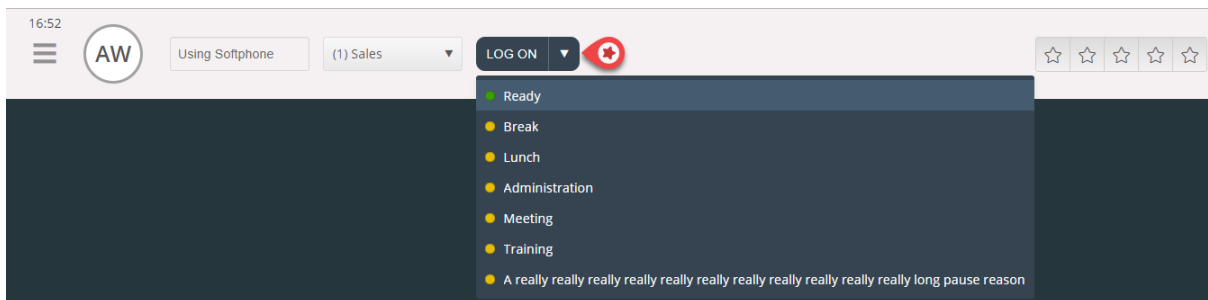 16:52
AW
Using Softphone
(1) Sales
LOG ON
Ready
Break
Lunch
Administration
Meeting
Training
A really really really really really really really really really really really long pause reason